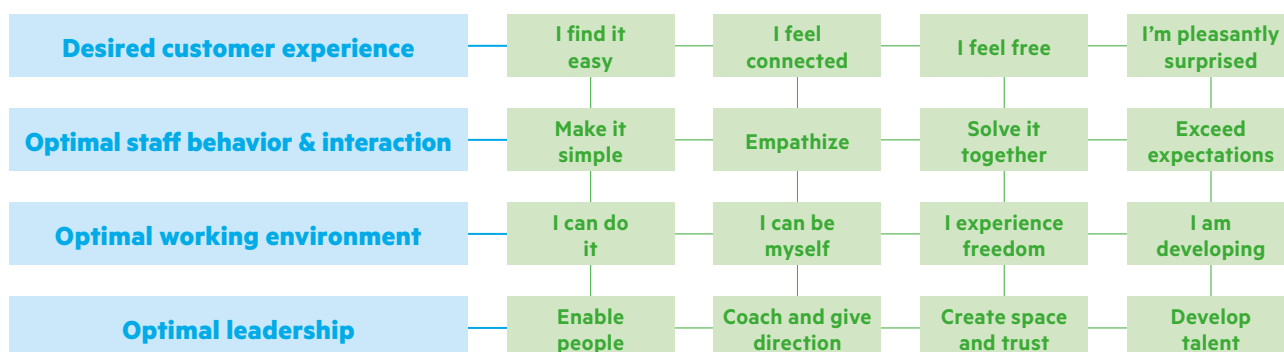 Desired customer experience
I find it
easy
I feel
connected
I feel free
I'm pleasantly
surprised
Optimal staff behavior & interaction
Make it
simple
Empathize
Solve it
together
Exceed
expectations
Optimal working environment
I can do
it
I can be
myself
I experience
freedom
I am
developing
Optimal leadership
Enable
people
Coach and give
direction
Create space
and trust
Develop
talent